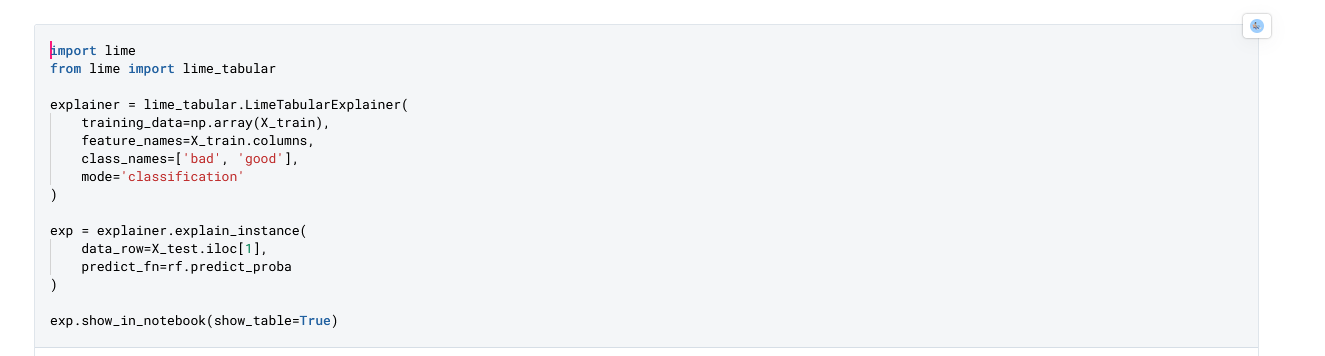 import lime
from lime import lime_tabular
explainer = lime_tabular.LimeTabularExplainer(
    training_data=np.array(X_train),
    feature_names=X_train.columns,
    class_names=['bad', 'good'],
    mode='classification'
)
exp = explainer.explain_instance(
    data_row=X_test.iloc[1],
    predict_fn=rf.predict_proba
)
exp.show_in_notebook(show_table=True)